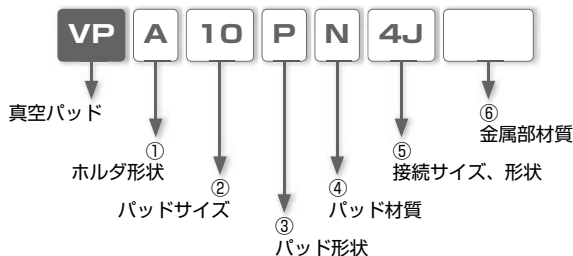 VP A 10 P N 4J
真空パッド
①
ホルダ形状
②
パッドサイズ
③
パッド形状
④
パッド材質
⑤
接続サイズ、形状
⑥
金属部材質